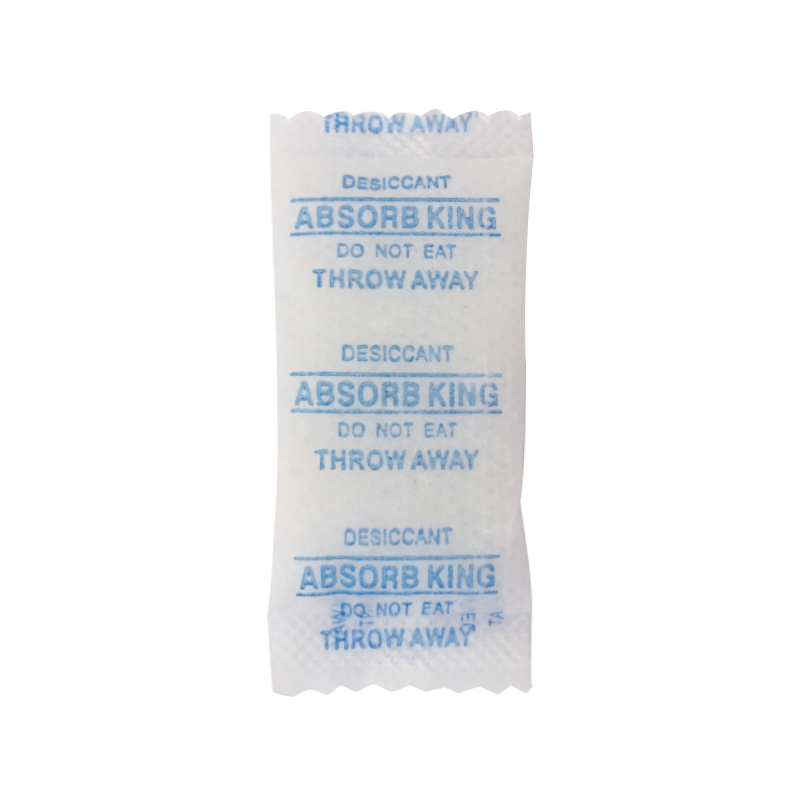 THROW AWAY
DESICCANT
ABSORB KING
DO NOT EAT
THROW AWAY
DESICCANT
ABSORB KING
DO NOT EAT
THROW AWAY
DESICCANT
ABSORB KING
DO NOT EAT
THROW AWAY